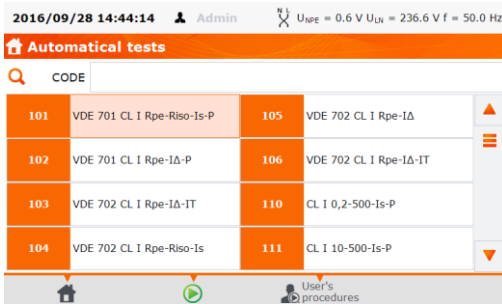 2016/09/28 14:44:14 Admin N L U_NPE = 0.6 V U_LN = 236.6 V f = 50.0 Hz
Automatical tests
CODE
101 VDE 701 CL I Rpe-Riso-Is-P 105 VDE 702 CL I Rpe-IΔ
102 VDE 701 CL I Rpe-IΔ-P 106 VDE 702 CL I Rpe-IΔ-IT
103 VDE 702 CL I Rpe-IΔ-IT 110 CL I 0,2-500-Is-P
104 VDE 702 CL I Rpe-Riso-Is 111 CL I 10-500-Is-P
User's
procedures